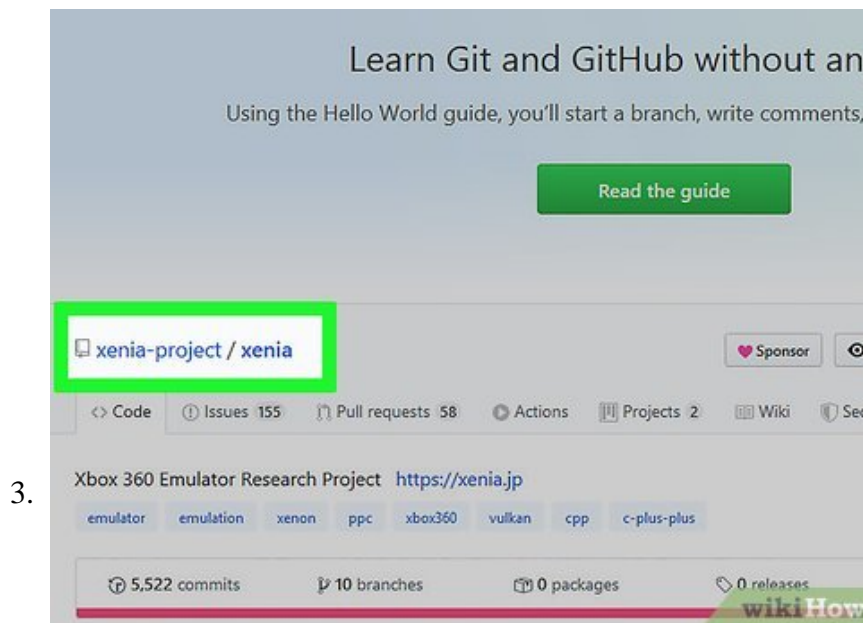 Learn Git and GitHub without an
Using the Hello World guide, you'll start a branch, write comments,
Read the guide
xenia-project / xenia
Sponsor
<> Code Issues 155 Pull requests 58 Actions Projects 2 Wiki Sec
3.
Xbox 360 Emulator Research Project https://xenia.jp
emulator emulation xenon ppc xbox360 vulkan cpp c-plus-plus
5,522 commits 10 branches 0 packages 0 releases
wikiHow